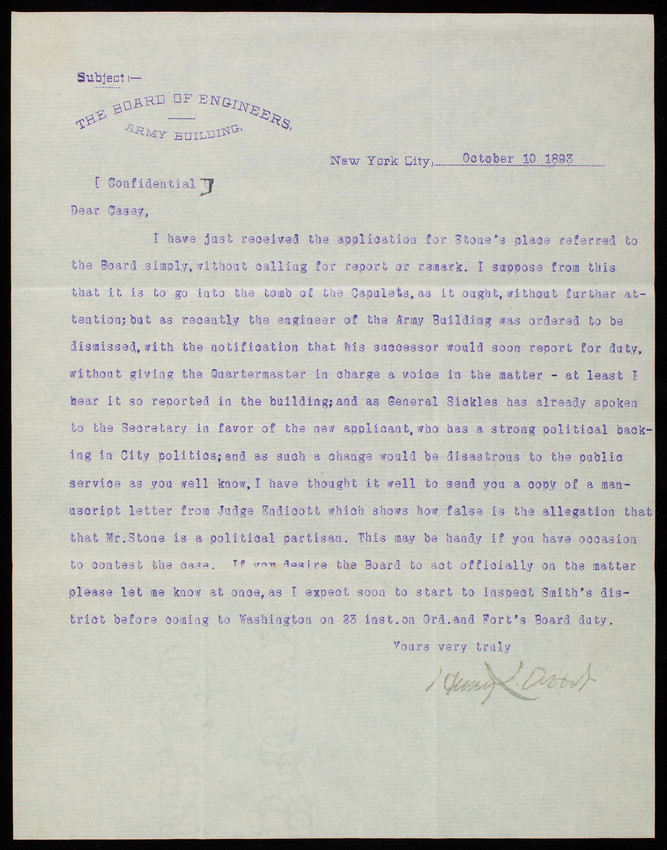 Subject:—
THE BOARD OF ENGINEERS,
ARMY BUILDING,
New York City, October 10 1893
[ Confidential ]
Dear Casey,
I have just received the application for Stone's place referred to
the Board simply, without calling for report or remark. I suppose from this
that it is to go into the tomb of the Capulets, as it ought, without further at-
tention; but as recently the engineer of the Army Building was ordered to be
dismissed, with the notification that his successor would soon report for duty,
without giving the Quartermaster in charge a voice in the matter - at least I
hear it so reported in the building; and as General Sickles has already spoken
to the Secretary in favor of the new applicant, who has a strong political back-
ing in City politics; and as such a change would be disastrous to the public
service as you well know, I have thought it well to send you a copy of a man-
uscript letter from Judge Endicott which shows how false is the allegation that
that Mr. Stone is a political partisan. This may be handy if you have occasion
to contest the case. If you desire the Board to act officially on the matter
please let me know at once, as I expect soon to start to inspect Smith's dis-
trict before coming to Washington on 23 inst. on Ord. and Fort's Board duty.
Yours very truly
Henry L. Abbot